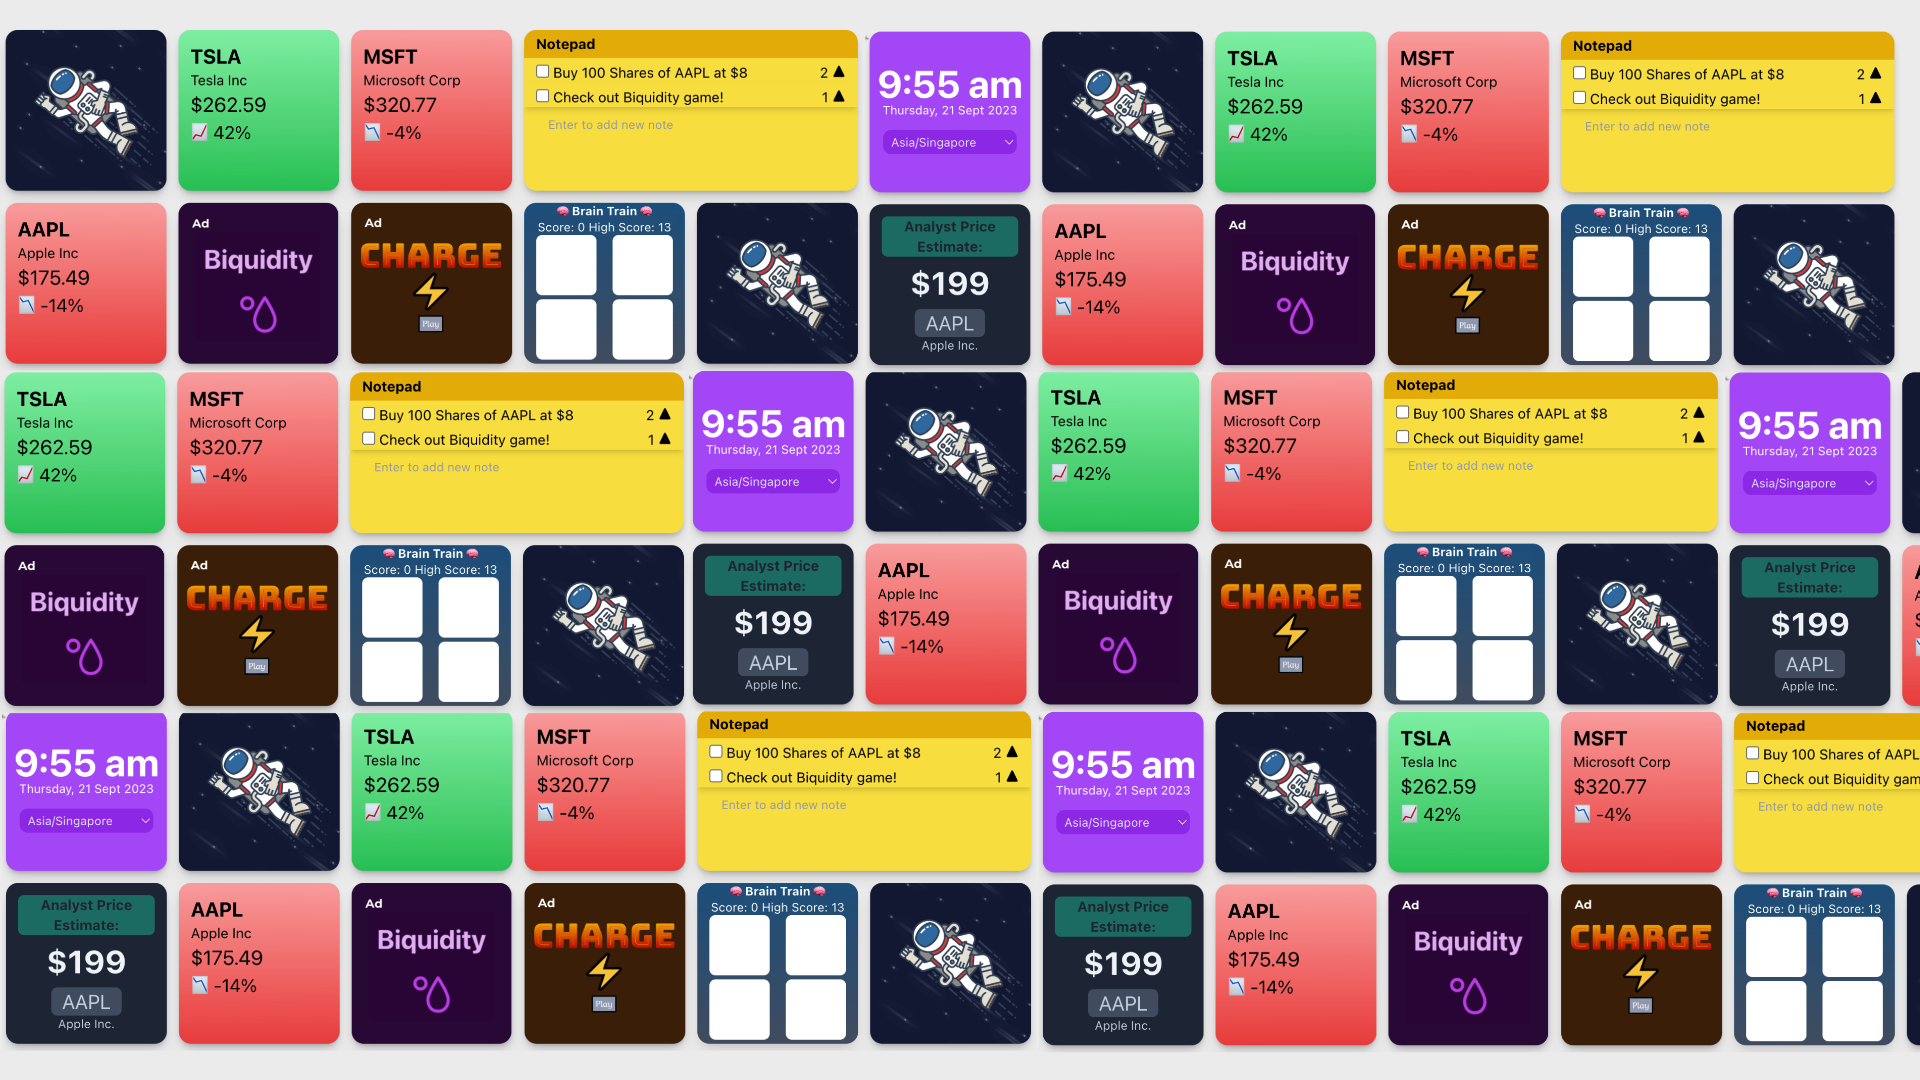 TSLA
Tesla Inc
$262.59
42%
MSFT
Microsoft Corp
$320.77
-4%
Notepad
Buy 100 Shares of AAPL at $8 2
Check out Biquidity game! 1
Enter to add new note
9:55 am
Thursday, 21 Sept 2023
Asia/Singapore
TSLA
Tesla Inc
$262.59
42%
MSFT
Microsoft Corp
$320.77
-4%
Notepad
Buy 100 Shares of AAPL at $8 2
Check out Biquidity game! 1
Enter to add new note
AAPL
Apple Inc
$175.49
-14%
Ad
Biquidity
Ad
CHARGE
Play
Brain Train
Score: 0 High Score: 13
Analyst Price
Estimate:
$199
AAPL
Apple Inc.
AAPL
Apple Inc
$175.49
-14%
Ad
Biquidity
Ad
CHARGE
Play
Brain Train
Score: 0 High Score: 13
TSLA
Tesla Inc
$262.59
42%
MSFT
Microsoft Corp
$320.77
-4%
Notepad
Buy 100 Shares of AAPL at $8 2
Check out Biquidity game! 1
Enter to add new note
9:55 am
Thursday, 21 Sept 2023
Asia/Singapore
TSLA
Tesla Inc
$262.59
42%
MSFT
Microsoft Corp
$320.77
-4%
Notepad
Buy 100 Shares of AAPL at $8 2
Check out Biquidity game! 1
Enter to add new note
9:55 am
Thursday, 21 Sept 2023
Asia/Singapore
Ad
Biquidity
Ad
CHARGE
Play
Brain Train
Score: 0 High Score: 13
Analyst Price
Estimate:
$199
AAPL
Apple Inc.
AAPL
Apple Inc
$175.49
-14%
Ad
Biquidity
Ad
CHARGE
Play
Brain Train
Score: 0 High Score: 13
Analyst Price
Estimate:
$199
AAPL
Apple Inc.
9:55 am
Thursday, 21 Sept 2023
Asia/Singapore
TSLA
Tesla Inc
$262.59
42%
MSFT
Microsoft Corp
$320.77
-4%
Notepad
Buy 100 Shares of AAPL at $8 2
Check out Biquidity game! 1
Enter to add new note
9:55 am
Thursday, 21 Sept 2023
Asia/Singapore
TSLA
Tesla Inc
$262.59
42%
MSFT
Microsoft Corp
$320.77
-4%
Notepad
Buy 100 Shares of AAPL
Check out Biquidity gam
Enter to add new note
Analyst Price
Estimate:
$199
AAPL
Apple Inc.
AAPL
Apple Inc
$175.49
-14%
Ad
Biquidity
Ad
CHARGE
Play
Brain Train
Score: 0 High Score: 13
Analyst Price
Estimate:
$199
AAPL
Apple Inc.
AAPL
Apple Inc
$175.49
-14%
Ad
Biquidity
Ad
CHARGE
Play
Brain Train
Score: 0 High Score: 13